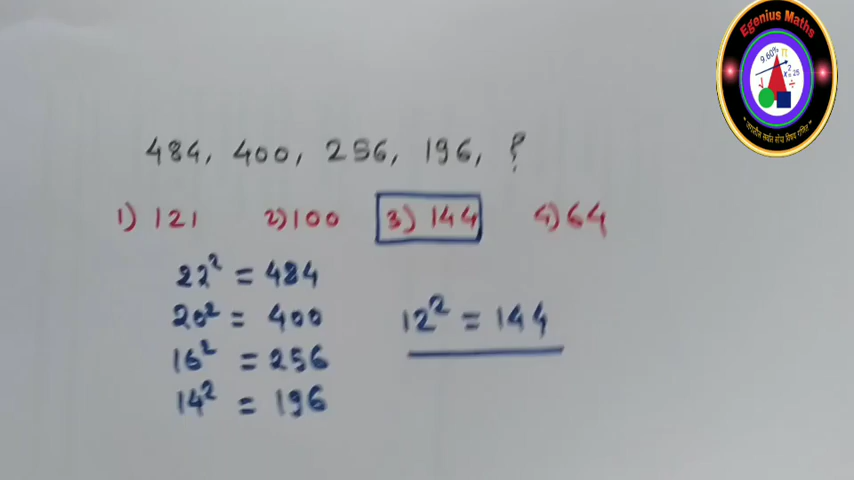 Egenius Maths
484, 400, 256, 196, ?
1) 121 2) 100 3) 144 4) 64
22² = 484
20² = 400
16² = 256
14² = 196
12² = 144